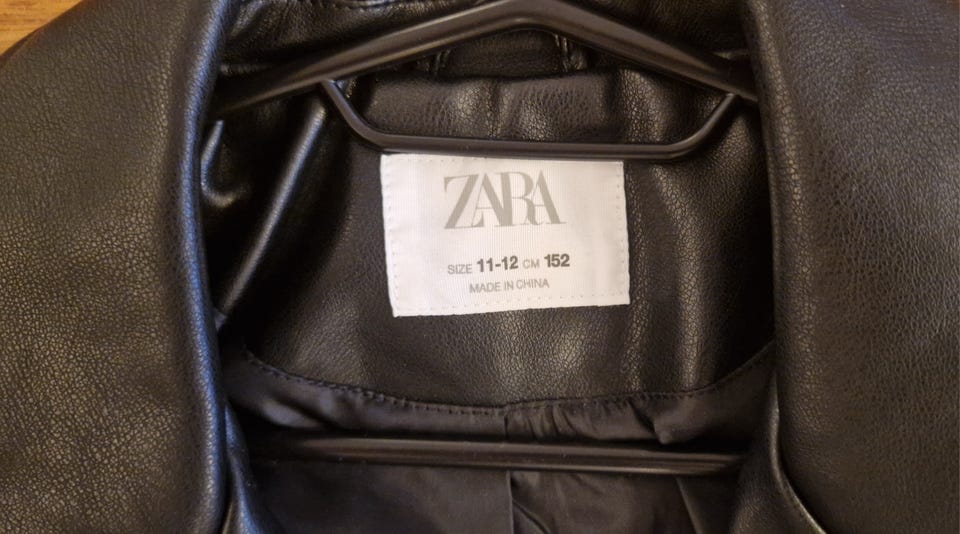 ZARA
SIZE 11-12 CM 152
MADE IN CHINA